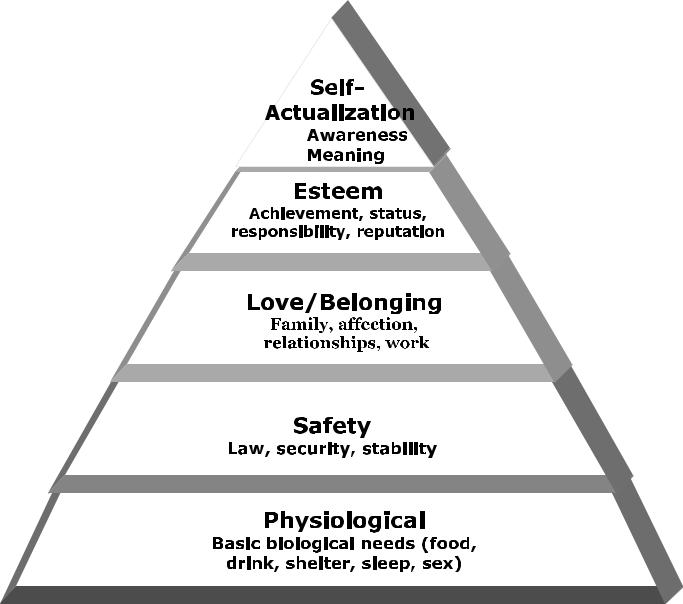 Self-
Actualization
Awareness
Meaning
Esteem
Achievement, status,
responsibility, reputation
Love/Belonging
Family, affection,
relationships, work
Safety
Law, security, stability
Physiological
Basic biological needs (food,
drink, shelter, sleep, sex)